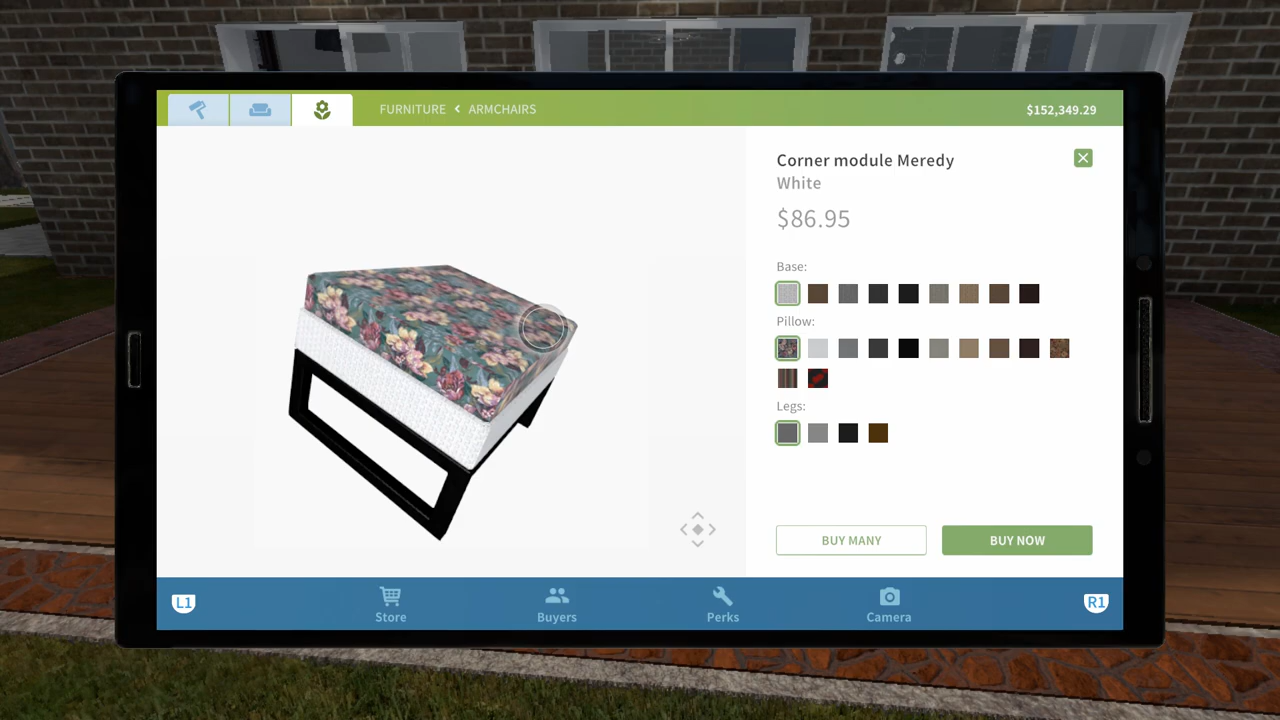 FURNITURE < ARMCHAIRS
$152,349.29
Corner module Meredy
White
$86.95
Base:
Pillow:
Legs:
BUY MANY
BUY NOW
L1
Store
Buyers
Perks
Camera
R1